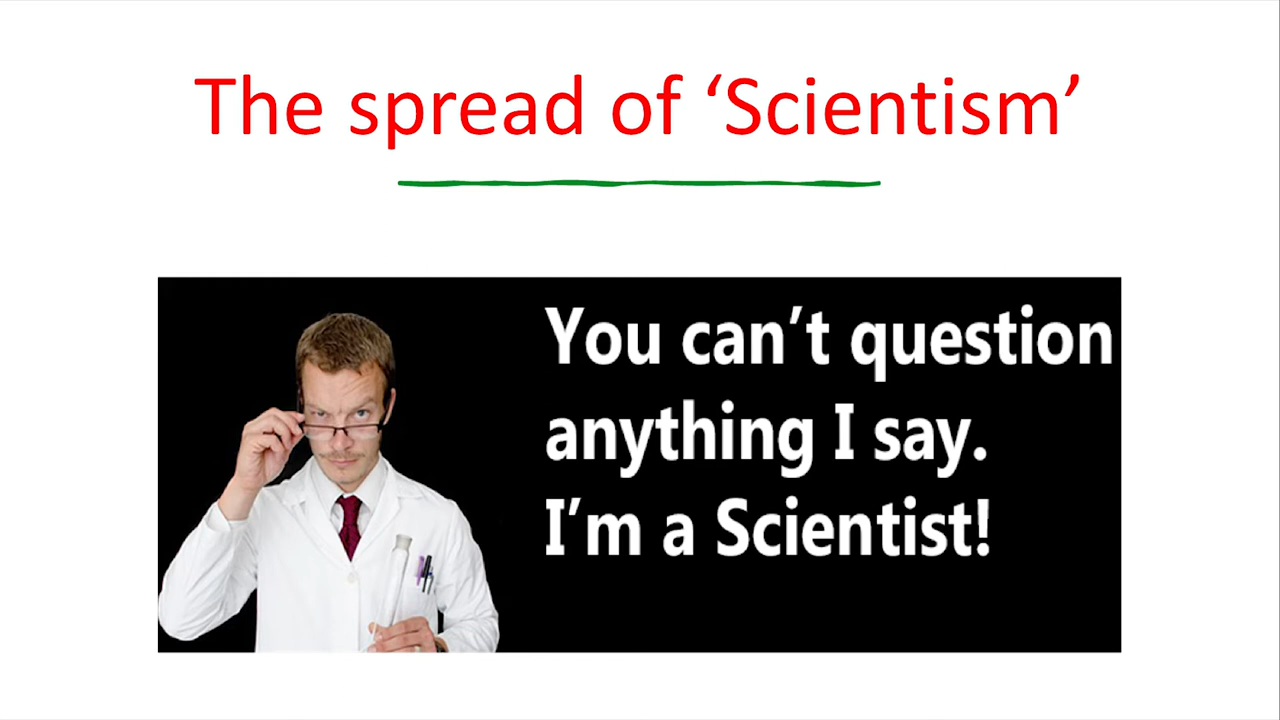 The spread of ‘Scientism’
You can’t question
anything I say.
I’m a Scientist!